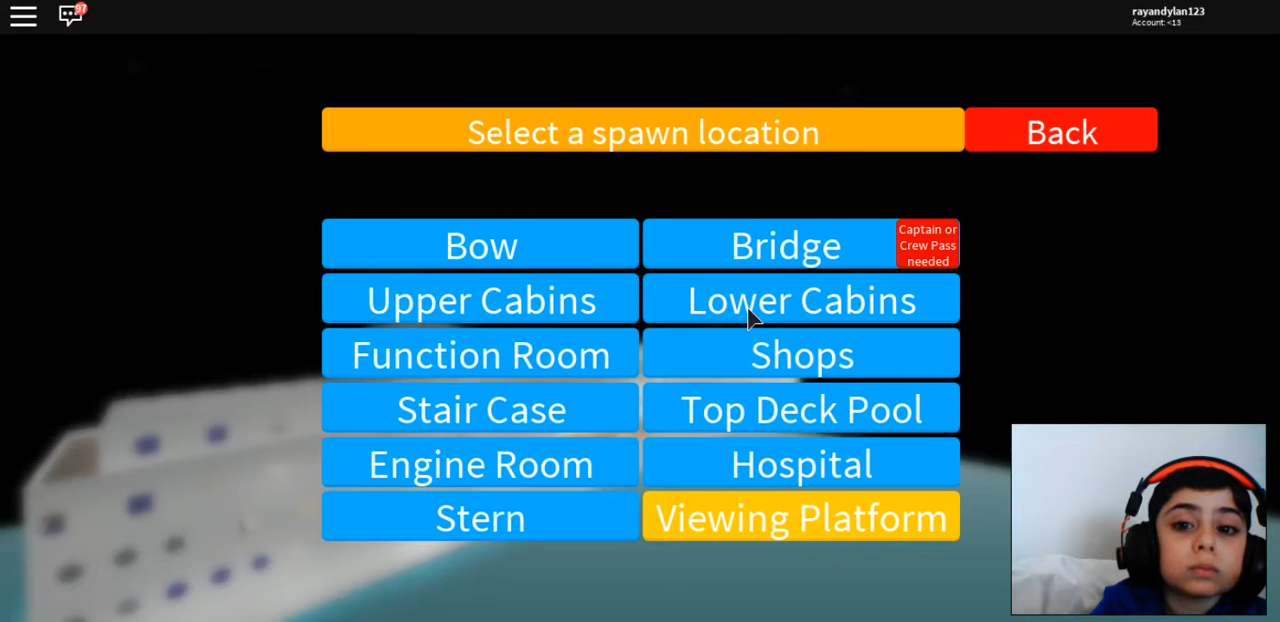 97
rayandylan123
Account: <13
Select a spawn location
Back
Bow
Bridge
Captain or
Crew Pass
needed
Upper Cabins
Lower Cabins
Function Room
Shops
Stair Case
Top Deck Pool
Engine Room
Hospital
Stern
Viewing Platform